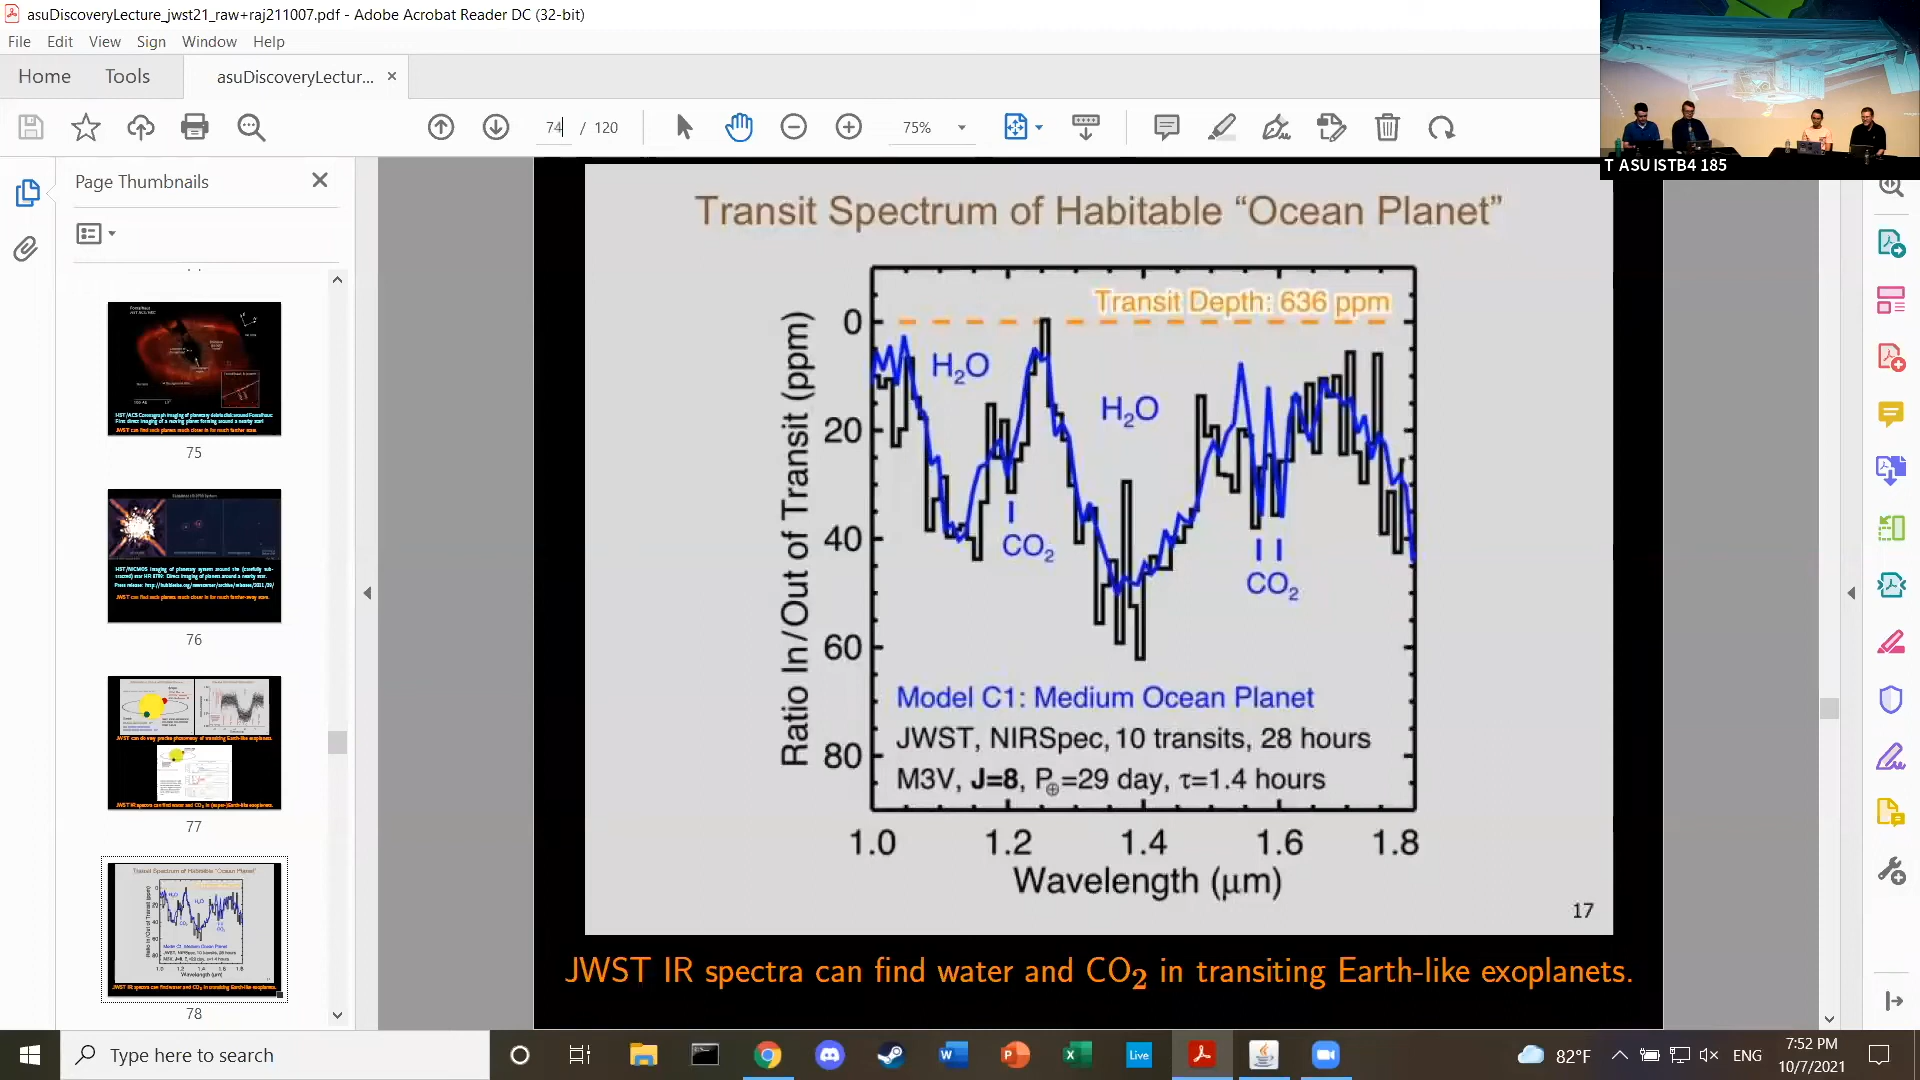 asuDiscoveryLecture_jwst21_raw+raj211007.pdf - Adobe Acrobat Reader DC (32-bit)
File Edit View Sign Window Help
Home Tools asuDiscoveryLectur... ×
74 / 120 75%
T ASU ISTB4 185
Page Thumbnails
75
76
77
78
Transit Spectrum of Habitable “Ocean Planet”
Transit Depth: 636 ppm
Ratio In/Out of Transit (ppm)
0
20
40
60
80
H₂O
H₂O
CO₂
CO₂
Model C1: Medium Ocean Planet
JWST, NIRSpec, 10 transits, 28 hours
M3V, J=8, P⊕=29 day, τ=1.4 hours
1.0 1.2 1.4 1.6 1.8
Wavelength (μm)
17
JWST IR spectra can find water and CO₂ in transiting Earth-like exoplanets.
Type here to search
Live
82°F
ENG
7:52 PM
10/7/2021